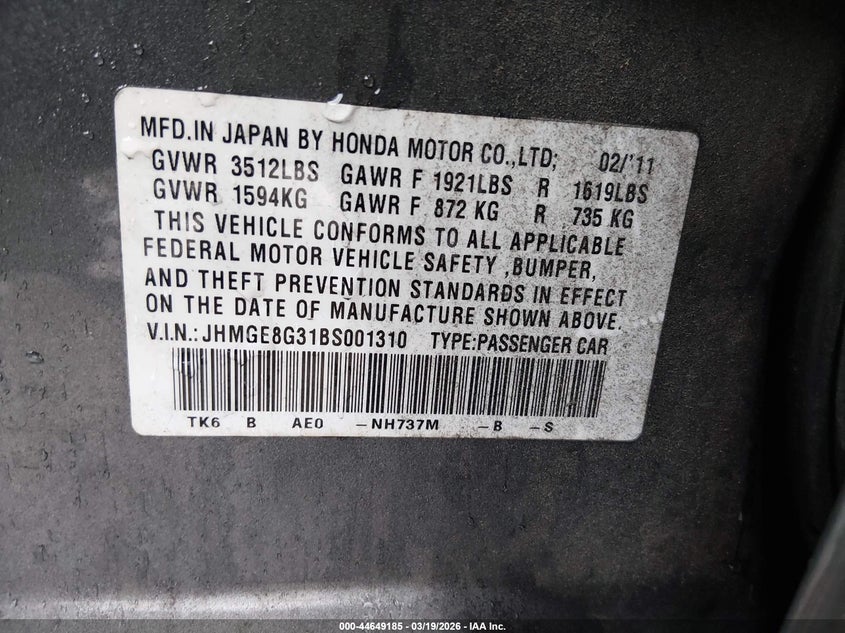 MFD.IN JAPAN BY HONDA MOTOR CO.,LTD; 02/'11
GVWR 3512LBS GAWR F 1921LBS R 1619LBS
GVWR 1594KG GAWR F 872 KG R 735 KG
THIS VEHICLE CONFORMS TO ALL APPLICABLE
FEDERAL MOTOR VEHICLE SAFETY ,BUMPER,
AND THEFT PREVENTION STANDARDS IN EFFECT
ON THE DATE OF MANUFACTURE SHOWN ABOVE.
V.I.N.: JHMGE8G31BS001310 TYPE:PASSENGER CAR
TK6 B AE0 –NH737M –B –S
000-44649185 - 03/19/2026 - IAA Inc.